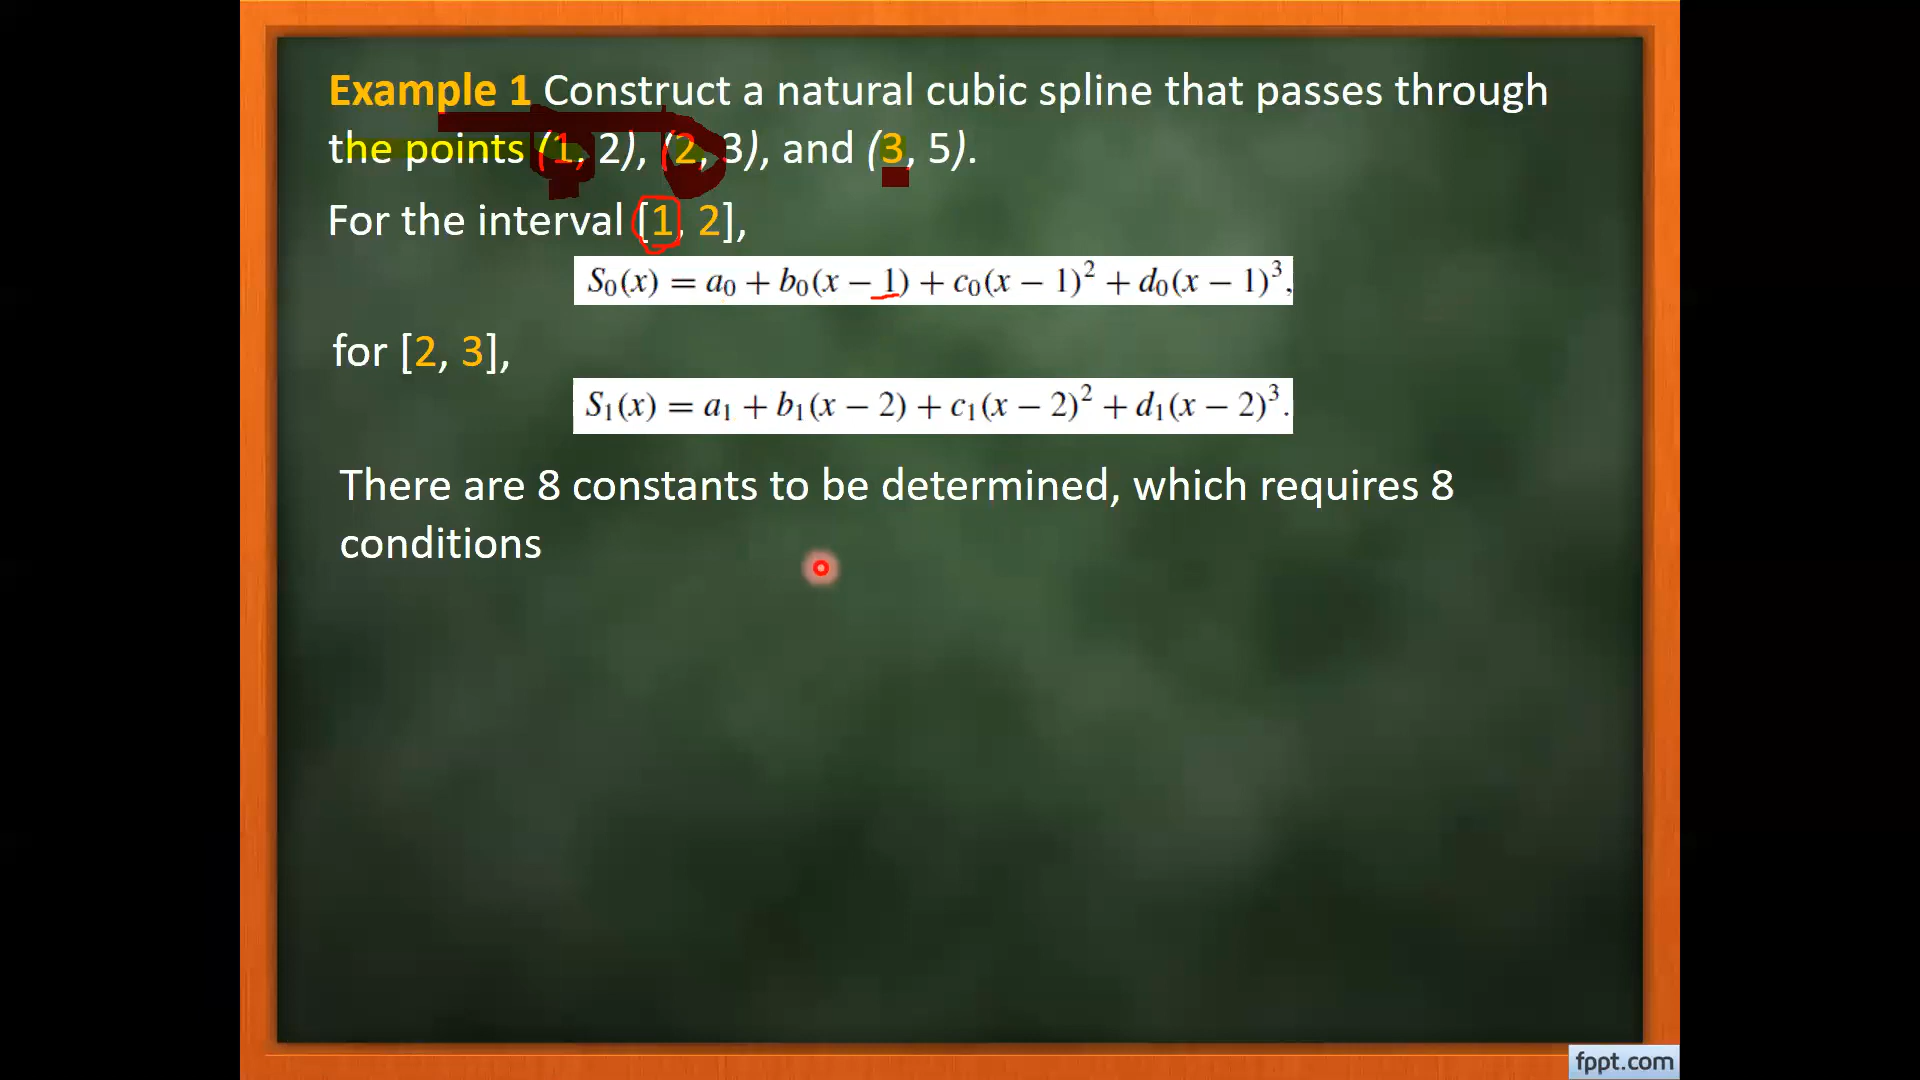 Example 1 Construct a natural cubic spline that passes through
the points (1, 2), (2, 3), and (3, 5).
For the interval [1, 2],
S₀(x) = a₀ + b₀(x − 1) + c₀(x − 1)² + d₀(x − 1)³,
for [2, 3],
S₁(x) = a₁ + b₁(x − 2) + c₁(x − 2)² + d₁(x − 2)³.
There are 8 constants to be determined, which requires 8
conditions
fppt.com